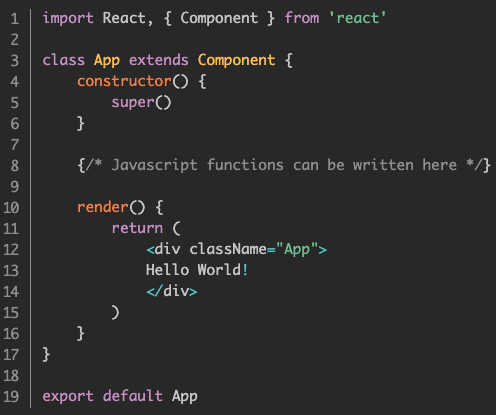 1 import React, { Component } from 'react'
2
3 class App extends Component {
4     constructor() {
5         super()
6     }
7
8     {/* Javascript functions can be written here */}
9
10     render() {
11         return (
12             <div className="App">
13             Hello World!
14             </div>
15         )
16     }
17 }
18
19 export default App